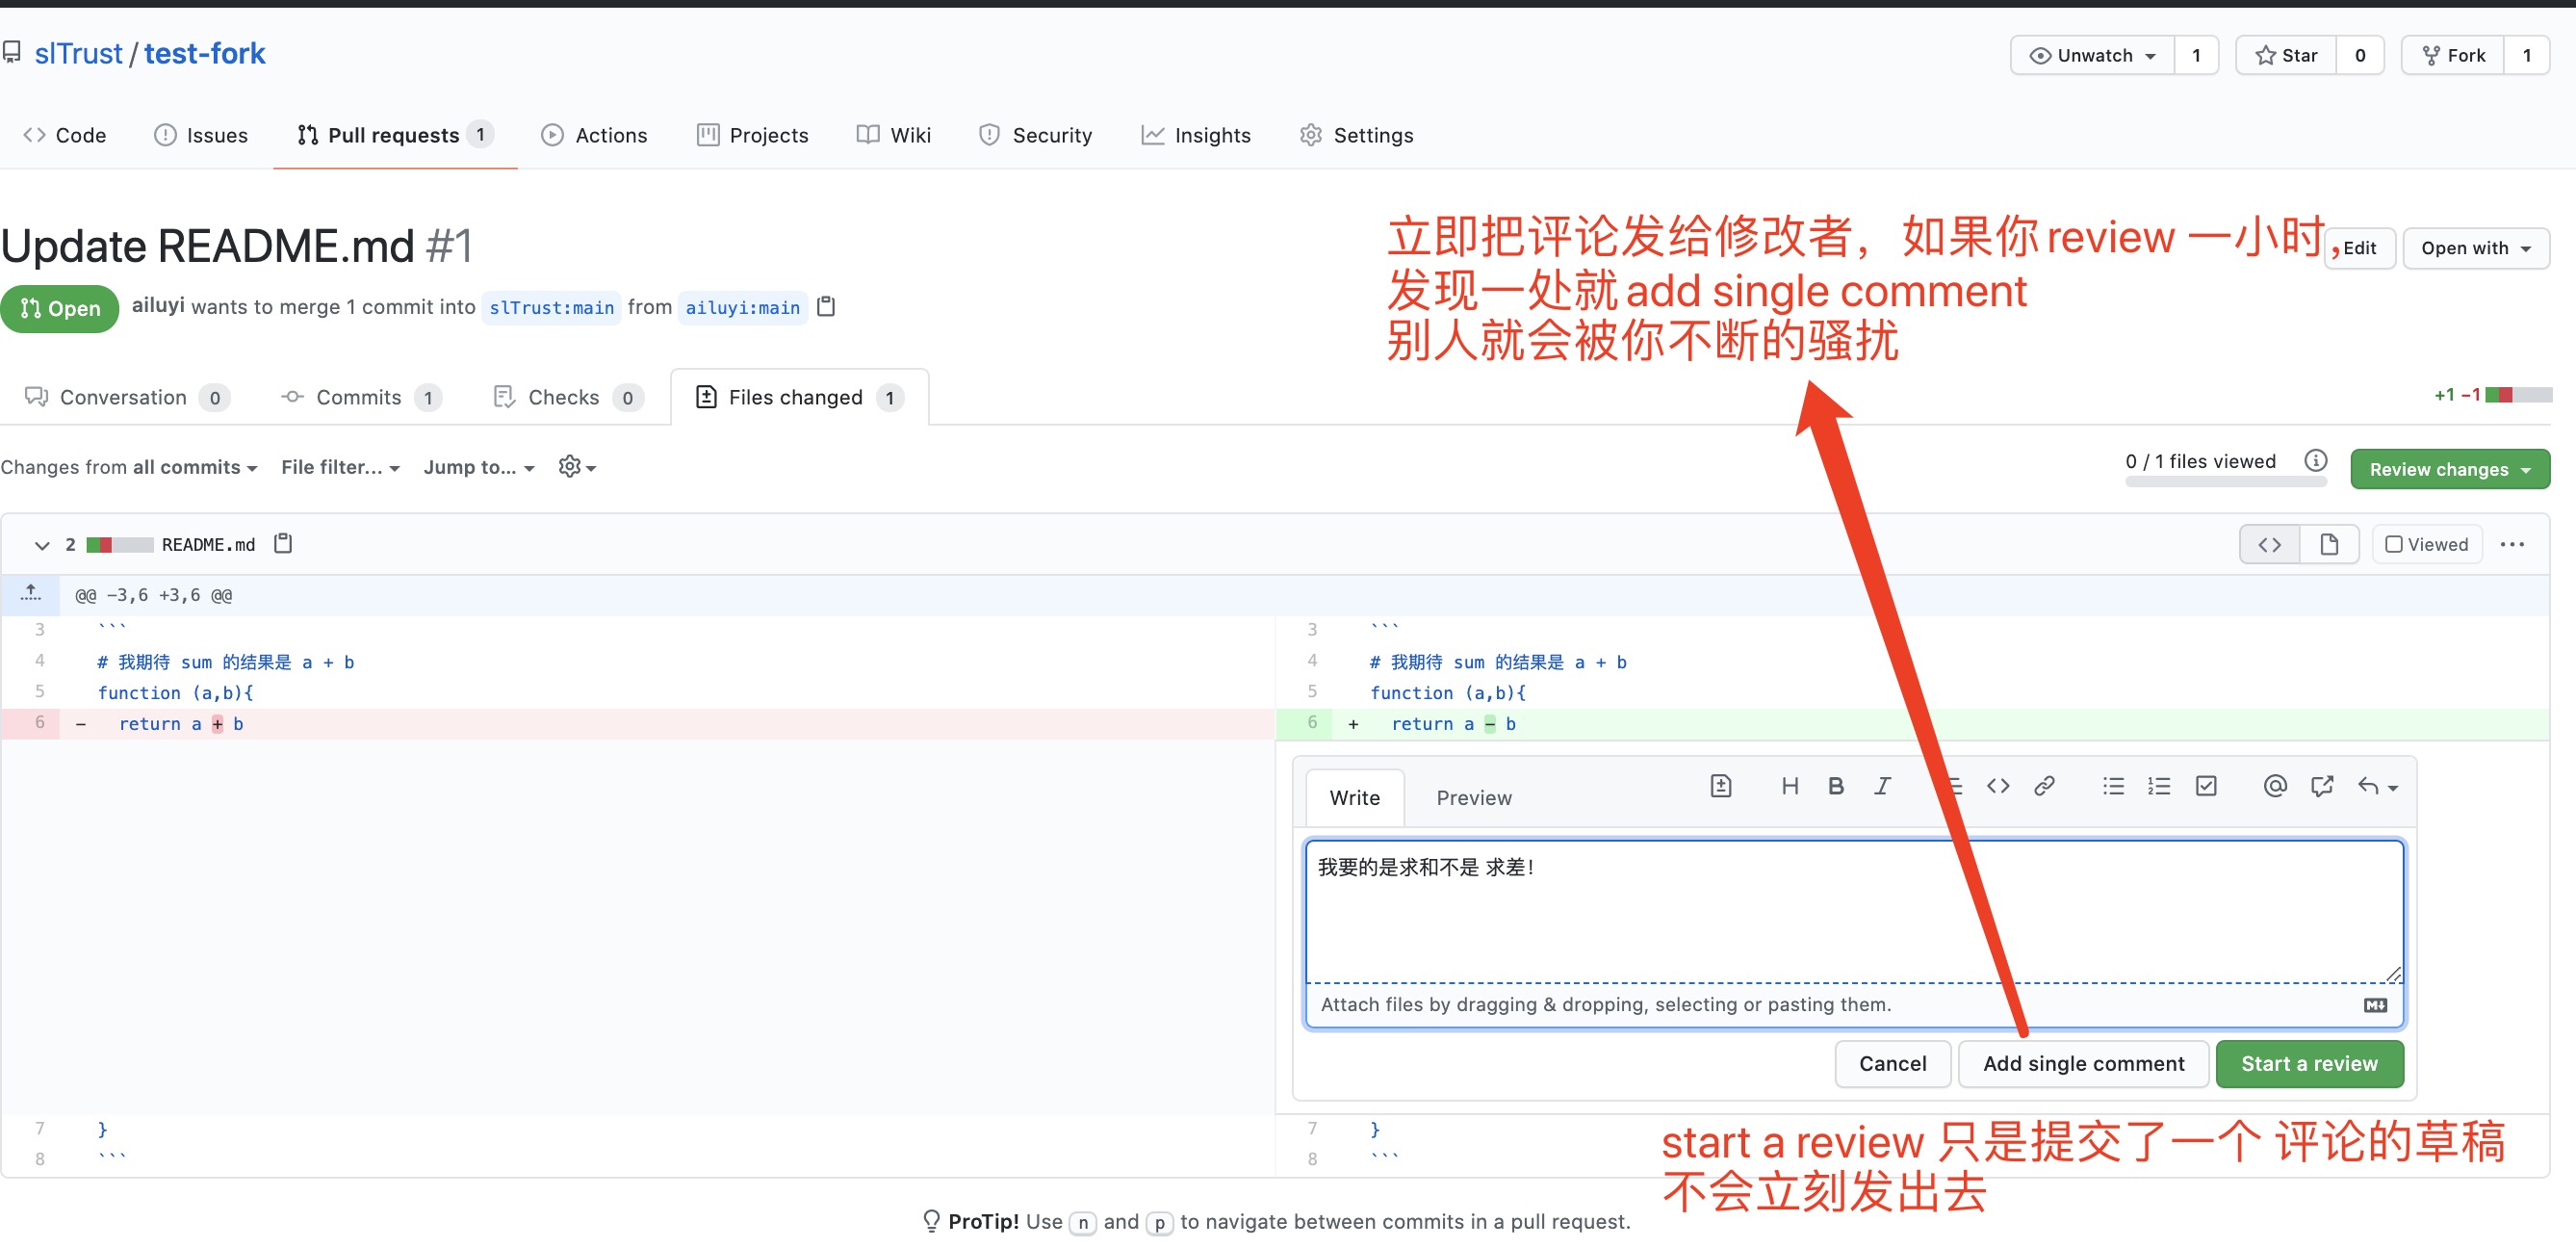 slTrust / test-fork
Unwatch 1 Star 0 Fork 1
Code Issues Pull requests 1 Actions Projects Wiki Security Insights Settings
Update README.md #1
立即把评论发给修改者，如果你 review 一小时，
发现一处就 add single comment
别人就会被你不断的骚扰
Edit Open with
Open ailuyi wants to merge 1 commit into slTrust:main from ailuyi:main
Conversation 0 Commits 1 Checks 0 Files changed 1
+1 −1
Changes from all commits File filter... Jump to...
0 / 1 files viewed Review changes
2 README.md Viewed
@@ -3,6 +3,6 @@
3 ``` 3 ```
4 # 我期待 sum 的结果是 a + b 4 # 我期待 sum 的结果是 a + b
5 function (a,b){ 5 function (a,b){
6 - return a + b 6 + return a - b
Write Preview
我要的是求和不是 求差！
Attach files by dragging & dropping, selecting or pasting them.
Cancel Add single comment Start a review
7 } 7 }
8 ``` 8 ```
start a review 只是提交了一个 评论的草稿
不会立刻发出去
ProTip! Use n and p to navigate between commits in a pull request.